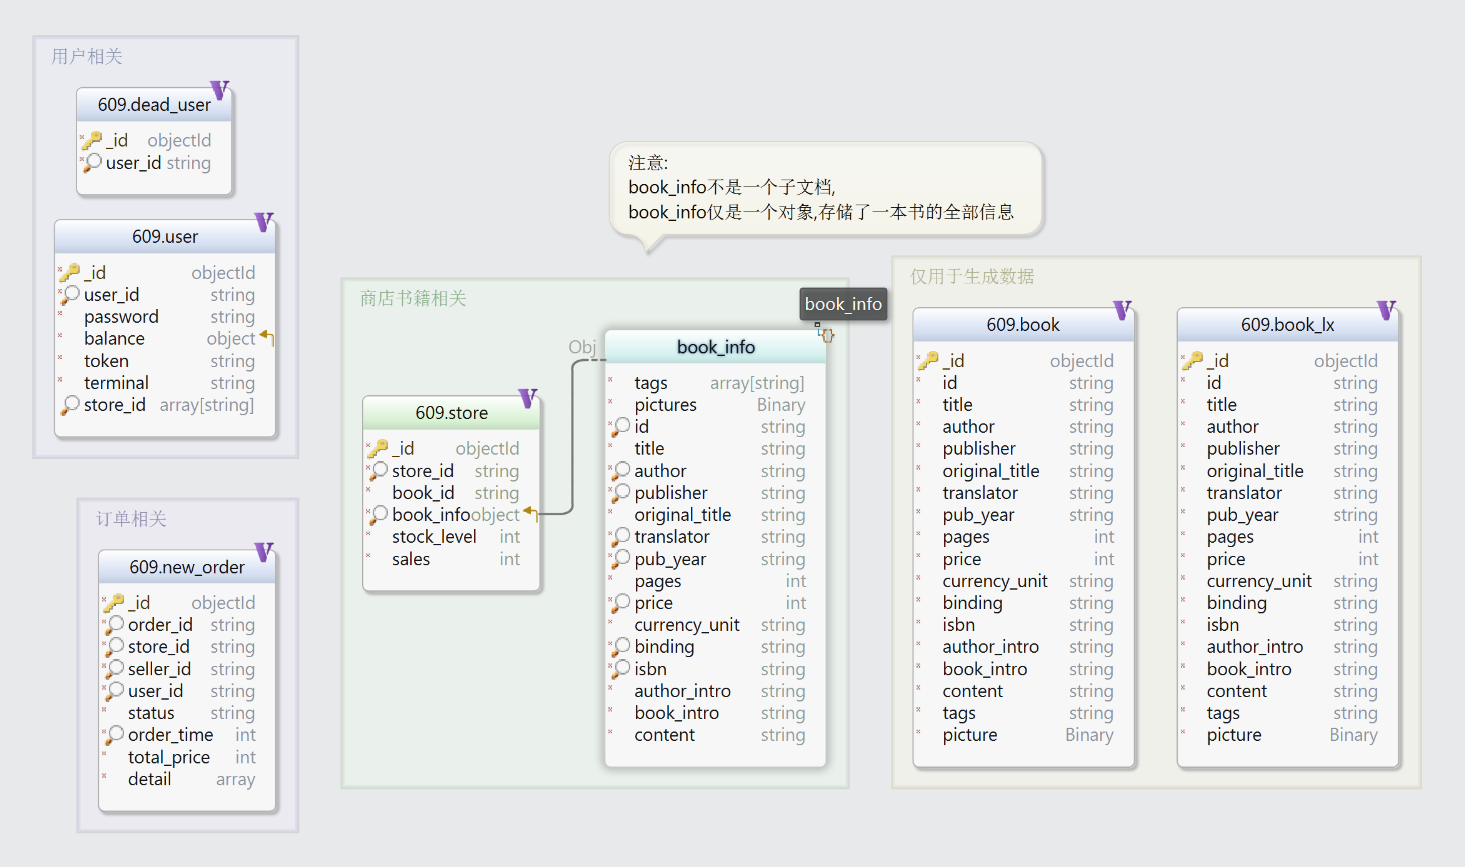 用户相关
609.dead_user
_id objectId
user_id string
609.user
_id objectId
user_id string
password string
balance object
token string
terminal string
store_id array[string]
订单相关
609.new_order
_id objectId
order_id string
store_id string
seller_id string
user_id string
status string
order_time int
total_price int
detail array
注意:
book_info不是一个子文档,
book_info仅是一个对象,存储了一本书的全部信息
商店书籍相关
book_info
Obj
609.store
_id objectId
store_id string
book_id string
book_info object
stock_level int
sales int
book_info
tags array[string]
pictures Binary
id string
title string
author string
publisher string
original_title string
translator string
pub_year string
pages int
price int
currency_unit string
binding string
isbn string
author_intro string
book_intro string
content string
仅用于生成数据
609.book
_id objectId
id string
title string
author string
publisher string
original_title string
translator string
pub_year string
pages int
price int
currency_unit string
binding string
isbn string
author_intro string
book_intro string
content string
tags string
picture Binary
609.book_lx
_id objectId
id string
title string
author string
publisher string
original_title string
translator string
pub_year string
pages int
price int
currency_unit string
binding string
isbn string
author_intro string
book_intro string
content string
tags string
picture Binary